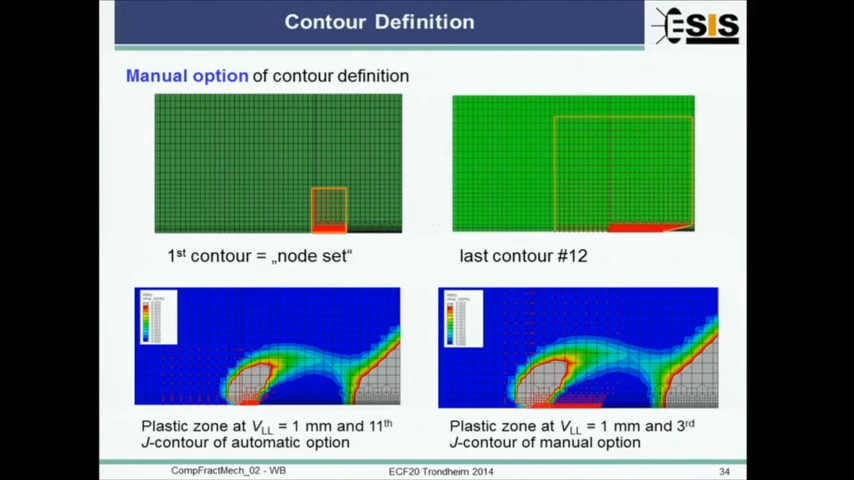 Contour Definition
ESIS
Manual option of contour definition
1st contour = „node set“
last contour #12
Plastic zone at VLL = 1 mm and 11th
J-contour of automatic option
Plastic zone at VLL = 1 mm and 3rd
J-contour of manual option
CompFractMech_02 - WB
ECF20 Trondheim 2014
34